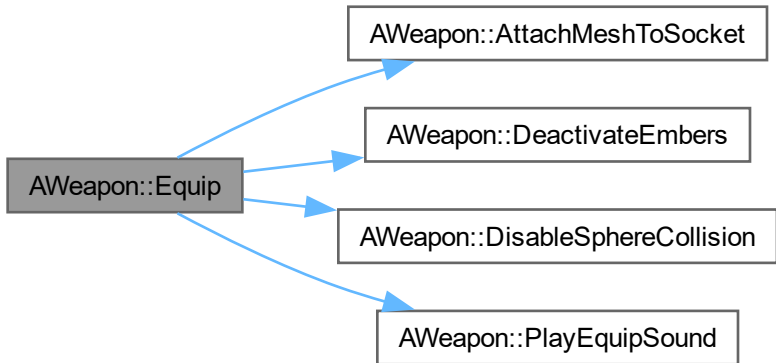 AWeapon::AttachMeshToSocket
AWeapon::DeactivateEmbers
AWeapon::Equip
AWeapon::DisableSphereCollision
AWeapon::PlayEquipSound